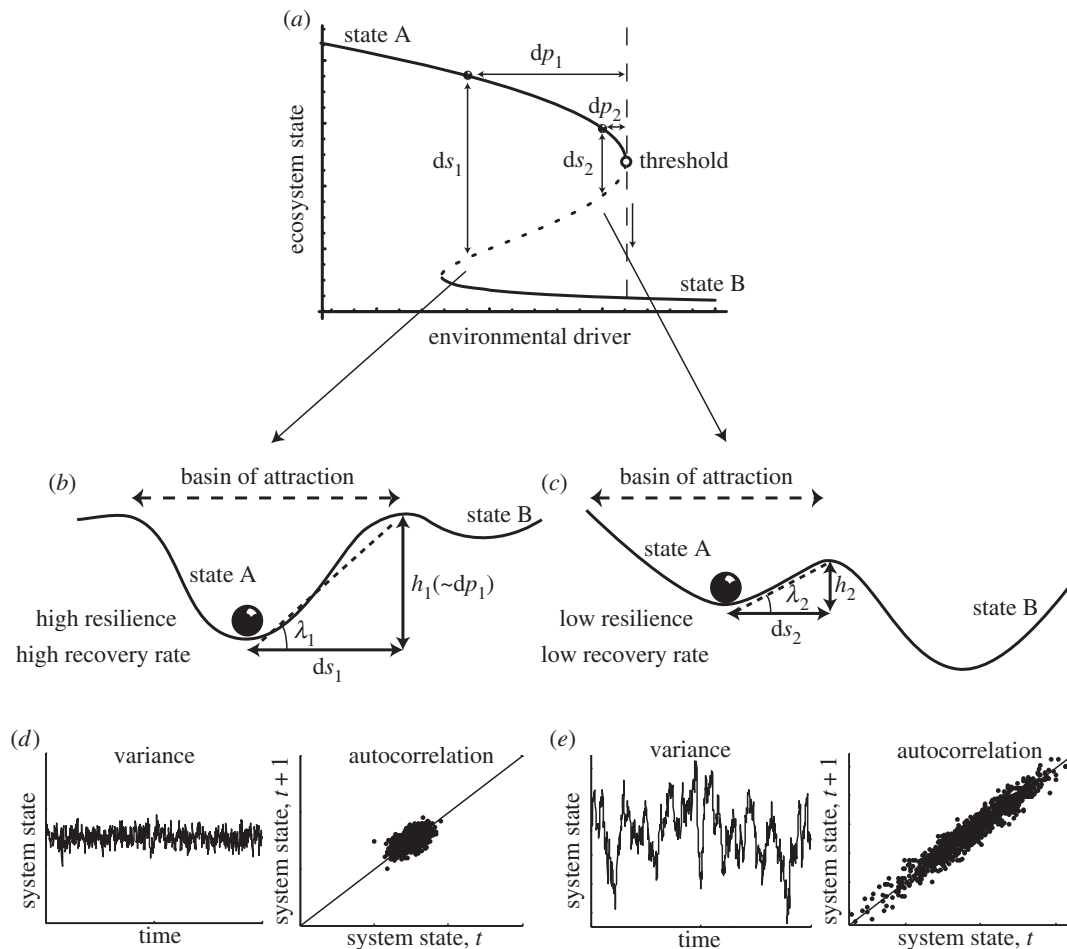 (a)
state A
dp1
dp2
ds1
ds2
threshold
ecosystem state
state B
environmental driver
(b)
basin of attraction
state B
state A
h1(~dp1)
high resilience
λ1
high recovery rate
ds1
(c)
basin of attraction
state A
λ2
h2
state B
low resilience
ds2
low recovery rate
(d)
variance
system state
time
autocorrelation
system state, t + 1
system state, t
(e)
variance
system state
time
autocorrelation
system state, t + 1
system state, t